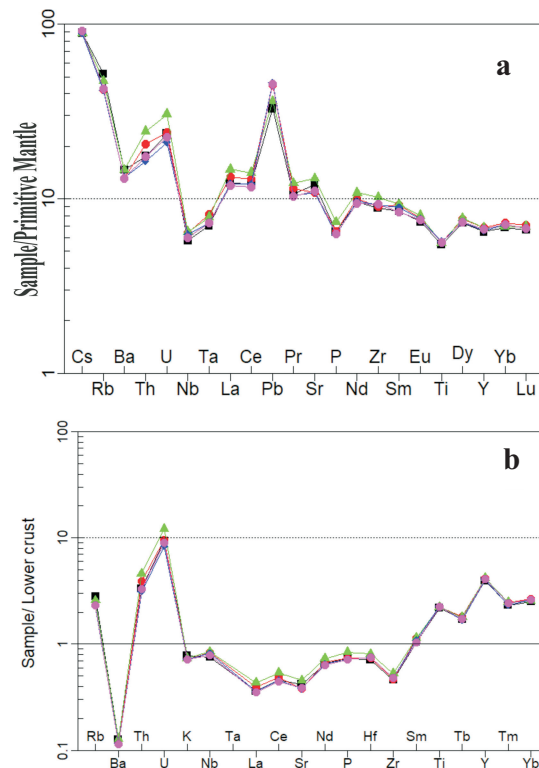 a
Sample/Primitive Mantle
100
10
1
Cs Ba U Ta Ce Sr Nd Sm Ti Y Lu
Rb Th Nb La Pb Pr P Zr Eu Dy Yb
b
Sample/ Lower crust
100
10
1
0.1
Rb Th K Ta Ce Nd Hf Sm Tb Tm
Ba U Nb La Sr P Zr Ti Y Yb